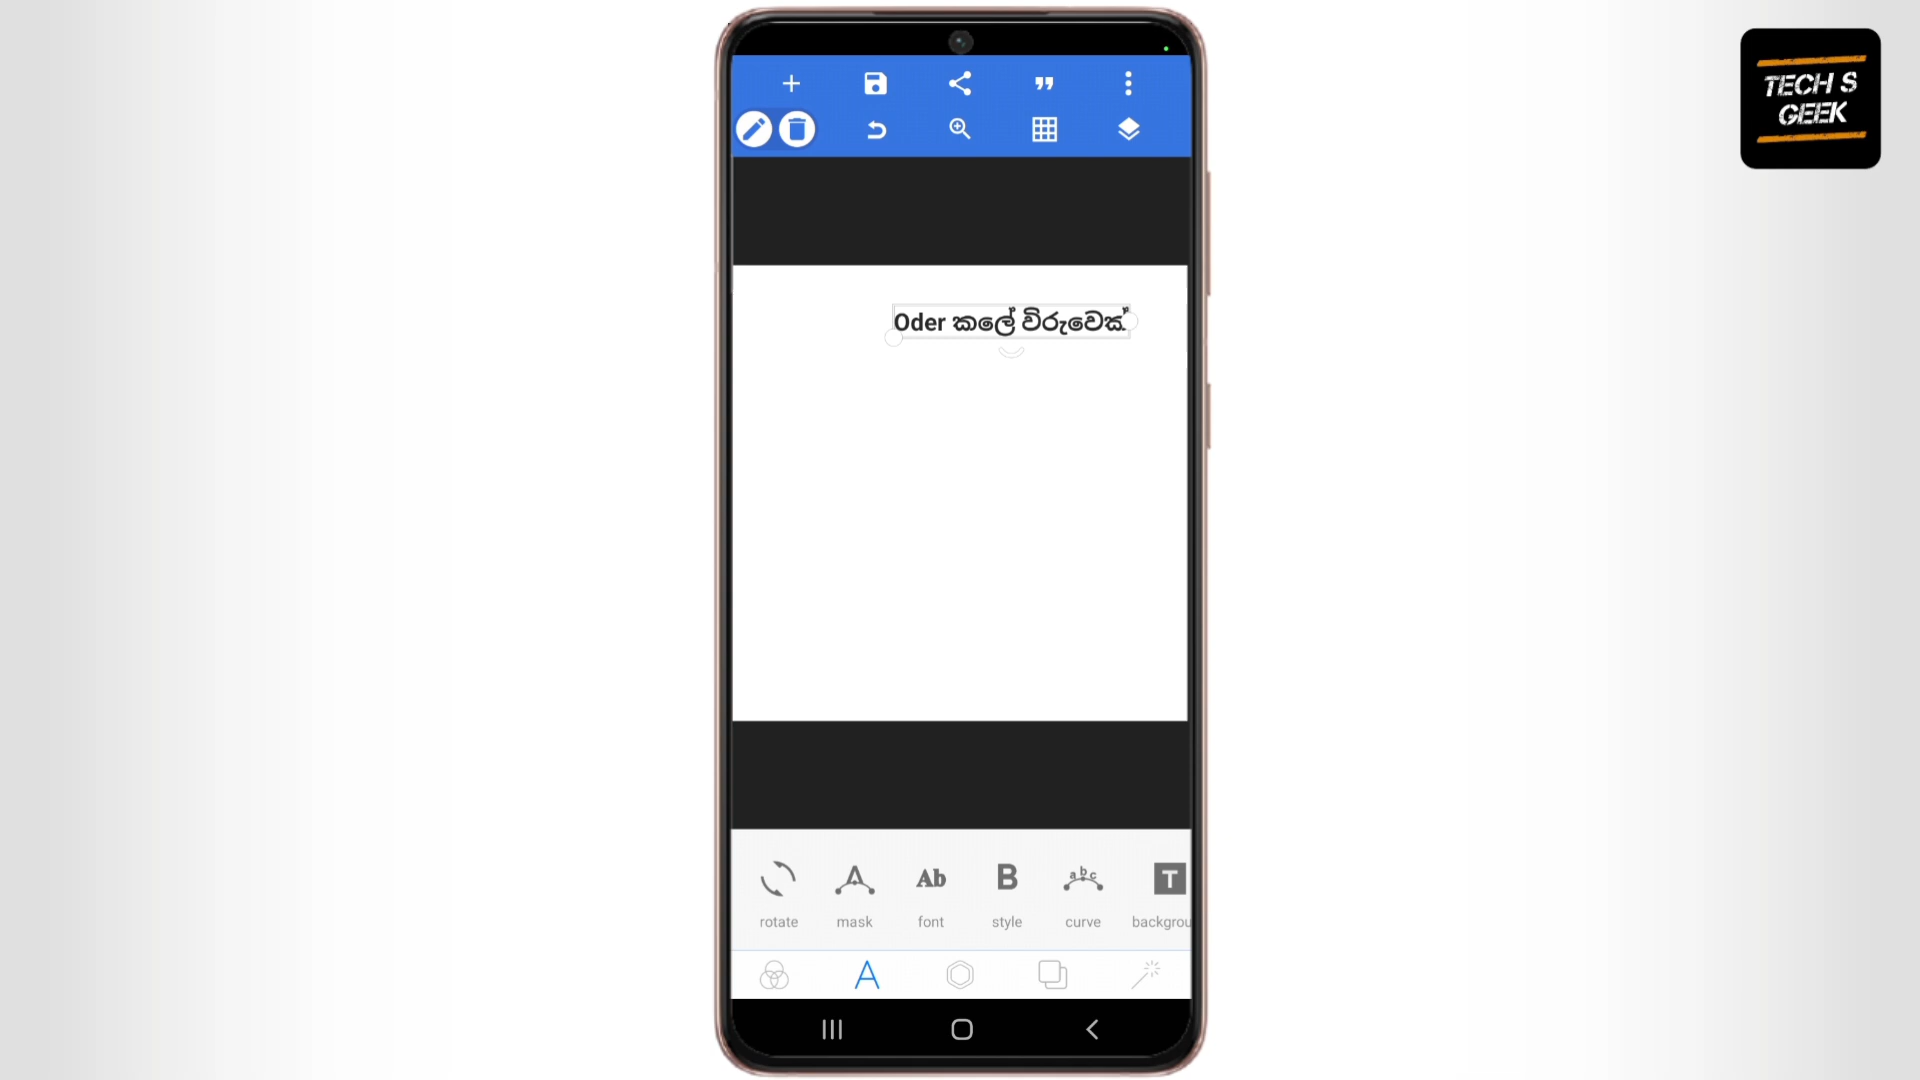 TECH S
GEEK
Oder කලේ විරුවෙක්
Ab
B
abc
T
rotate
mask
font
style
curve
backgrou
A